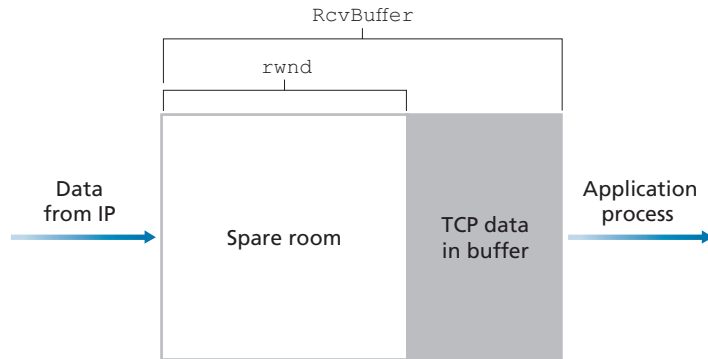 RcvBuffer
rwnd
Data
from IP
Spare room
TCP data
in buffer
Application
process